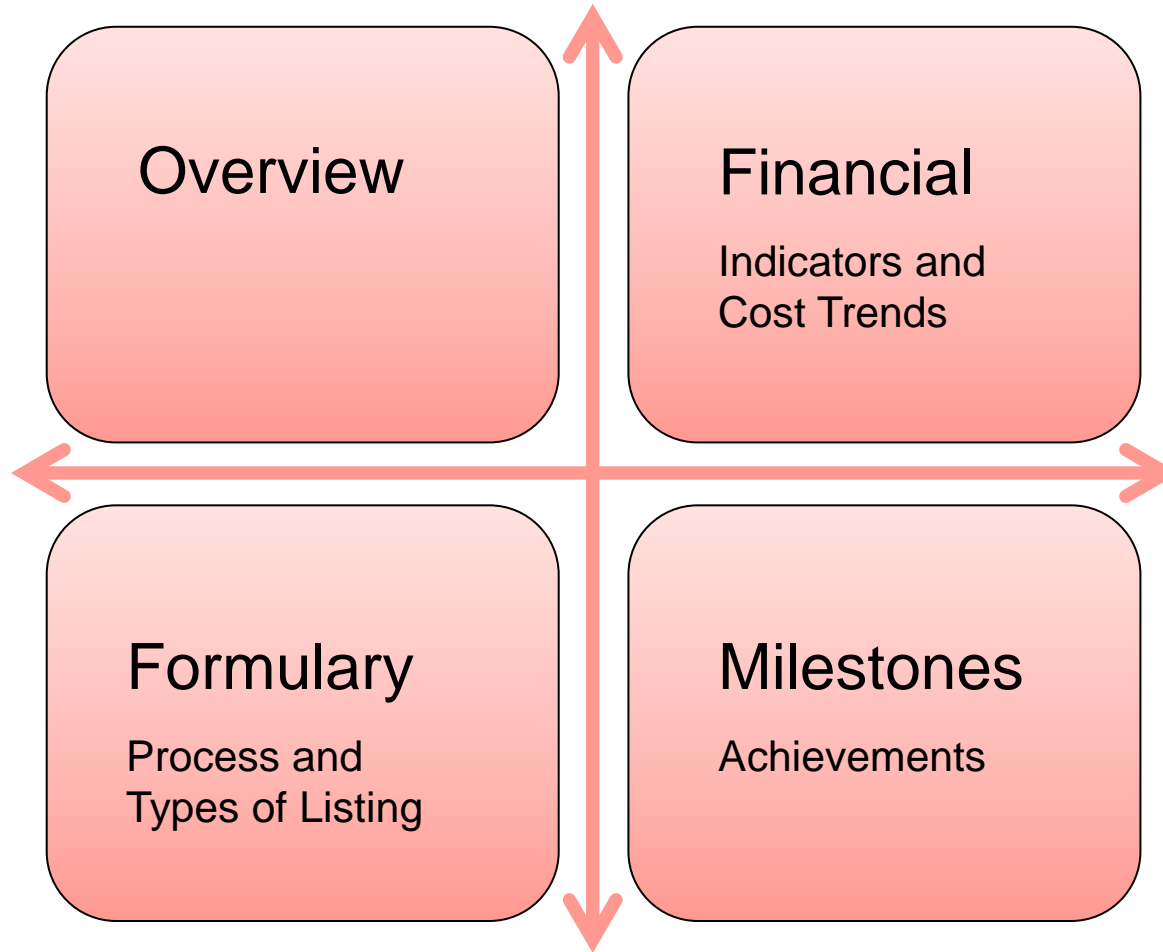 Overview
Financial
Indicators and
Cost Trends
Formulary
Process and
Types of Listing
Milestones
Achievements